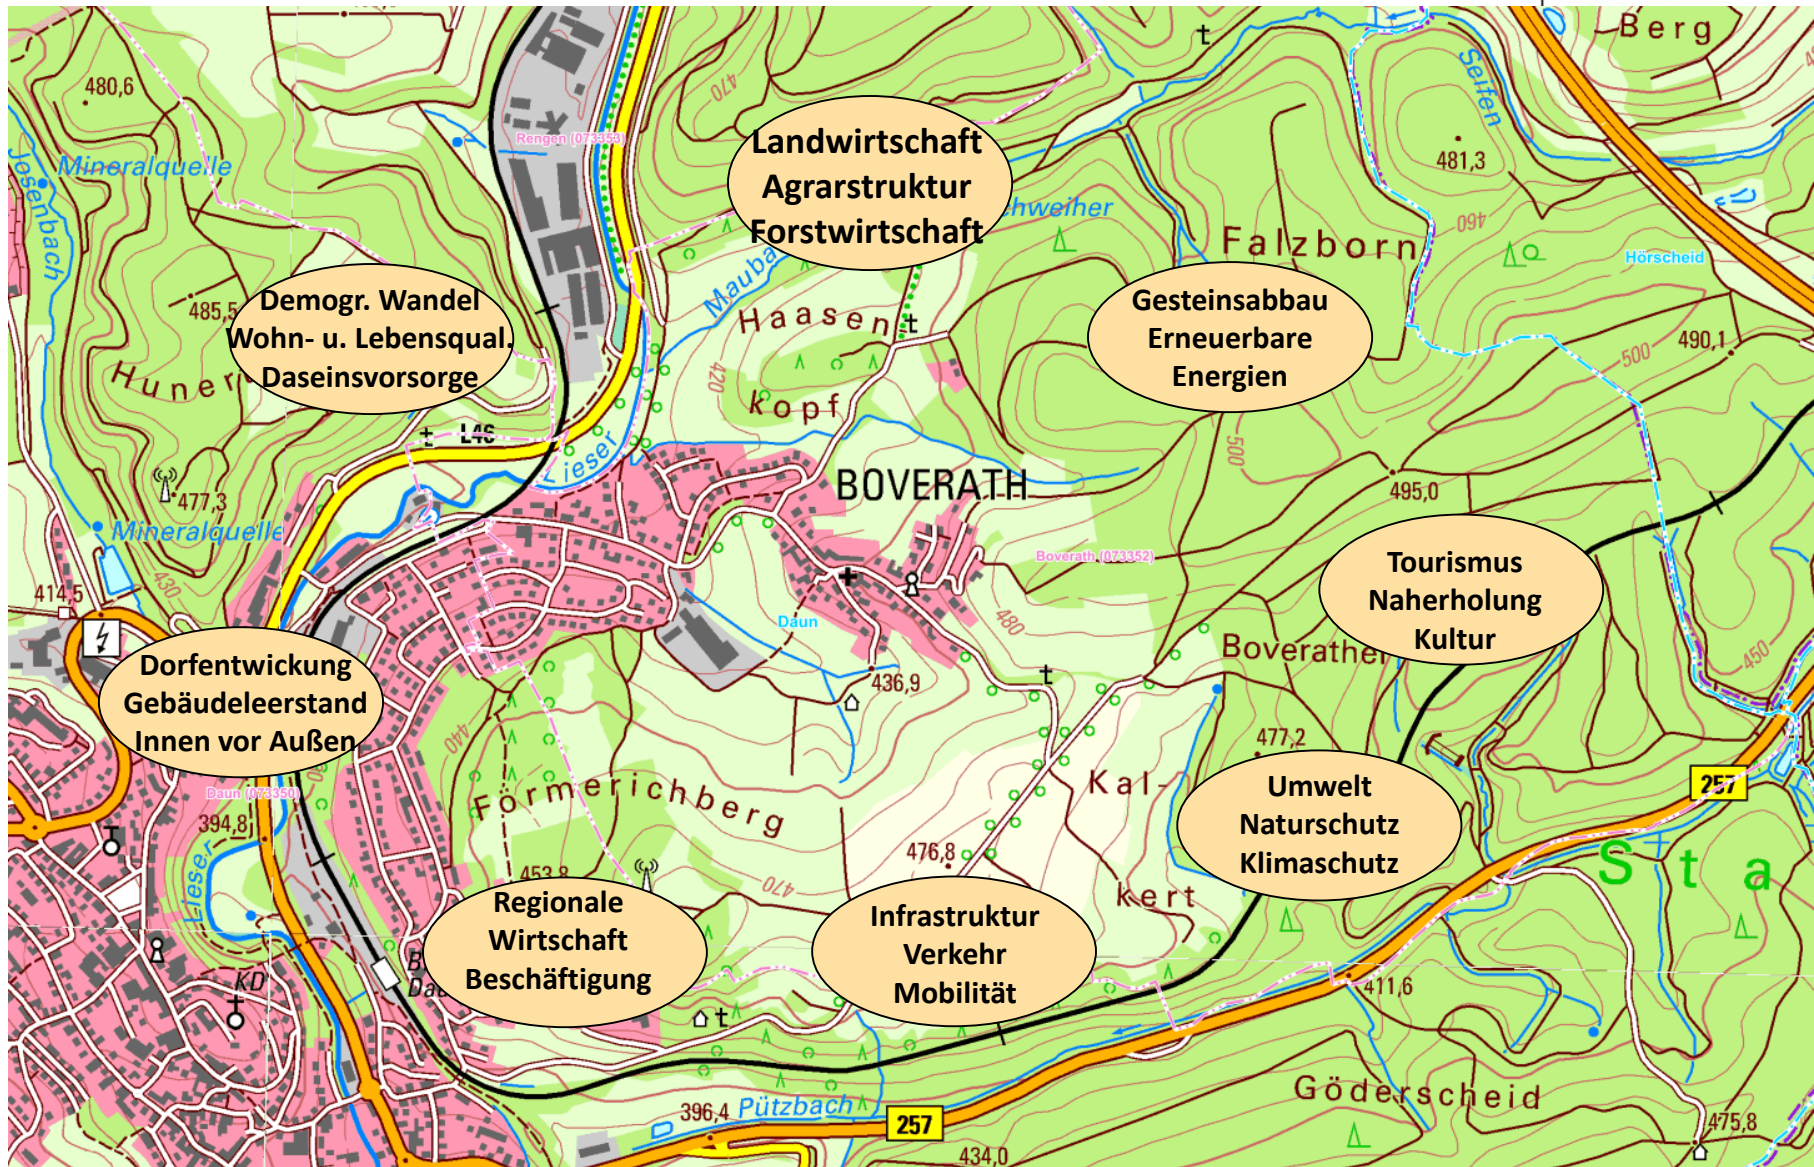 Berg
480,6
470
Seifen
Rengen (073353)
Landwirtschaft
Agrarstruktur
Forstwirtschaft
Mineralquelle
481,3
Josenbach
hweiher
460
Falzborn
Hörscheid
485,5
Demogr. Wandel
Wohn- u. Lebensqual.
Daseinsvorsorge
Mauba
Haasen
kopf
Gesteinsabbau
Erneuerbare
Energien
490,1
500
Huner
420
L46
Lieser
500
477,3
BOVERATH
495,0
Mineralquelle
Boverath (073352)
Tourismus
Naherholung
Kultur
430
414,5
480
Daun
Boverather
450
Dorfentwickung
Gebäudeleerstand
Innen vor Außen
436,9
440
477,2
Formerichberg
Kal-
kert
Umwelt
Naturschutz
Klimaschutz
257
Daun (073350)
394,8
Lieser
476,8
Sta
453,8
470
Regionale
Wirtschaft
Beschäftigung
Infrastruktur
Verkehr
Mobilität
KD
B
Da
411,6
Göderscheid
396,4
Pützbach
257
434,0
475,8